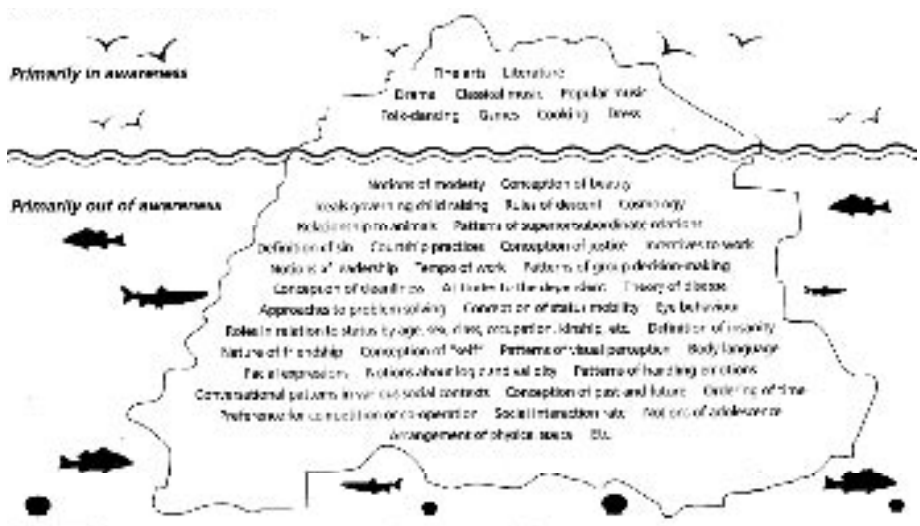 Primarily in awareness
Fine arts Literature
Drama Classical music Popular music
Folk-dancing Games Cooking Dress
Primarily out of awareness
Notions of modesty Conception of beauty
Ideals governing child raising Rules of descent Cosmology
Relationship to animals Patterns of superior/subordinate relations
Definition of sin Courtship practices Conception of justice Incentives to work
Notions of leadership Tempo of work Patterns of group decision-making
Conception of cleanliness Attitudes to the dependent Theory of disease
Approaches to problem solving Conception of status mobility Eye behaviour
Roles in relation to status by age, sex, class, occupation, kinship, etc. Definition of insanity
Nature of friendship Conception of "self" Patterns of visual perception Body language
Facial expressions Notions about logic and validity Patterns of handling emotions
Conversational patterns in various social contexts Conception of past and future Ordering of time
Preference for competition or co-operation Social interaction rate Notions of adolescence
Arrangement of physical space Etc.